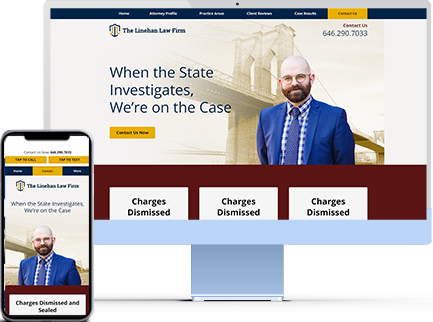 Home Attorney Profile Practice Areas Client Reviews Case Results Contact Us
The Linehan Law Firm
Contact Us
646.290.7033
When the State
Investigates,
We're on the Case
Contact Us Now
Charges
Dismissed
Charges
Dismissed
Charges
Dismissed
Contact Us Now: 646.290.7033
TAP TO CALL TAP TO TEXT
Home Contact More
The Linehan Law Firm
When the State Investigates,
We're on the Case
Charges Dismissed and
Sealed